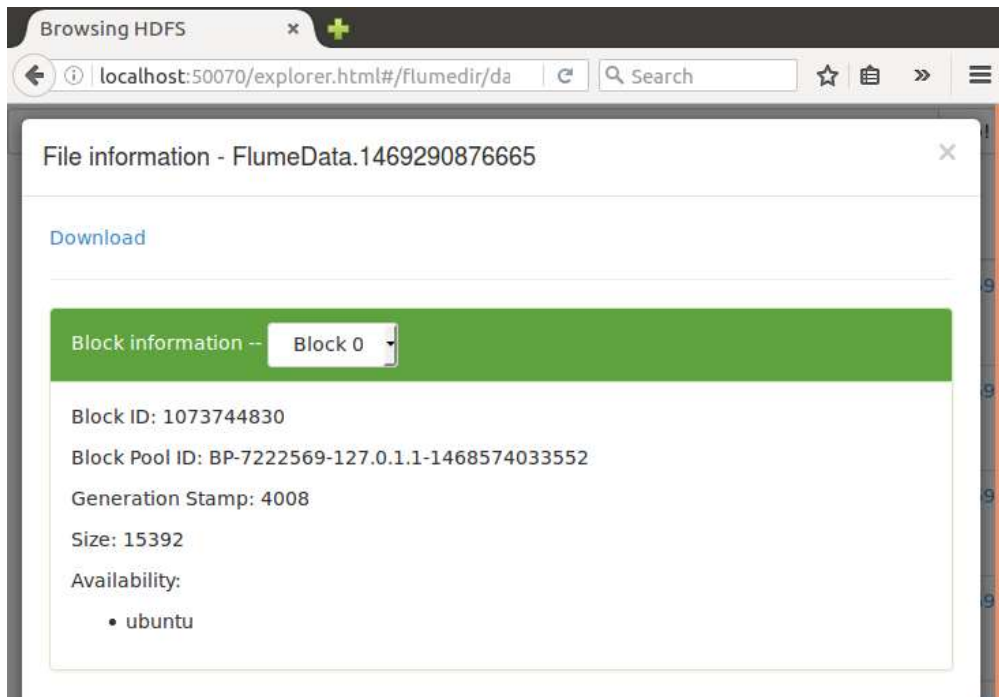 Browsing HDFS
localhost:50070/explorer.html#/flumedir/da
Search
File information - FlumeData.1469290876665
Download
Block information -- Block 0
Block ID: 1073744830
Block Pool ID: BP-7222569-127.0.1.1-1468574033552
Generation Stamp: 4008
Size: 15392
Availability:
• ubuntu